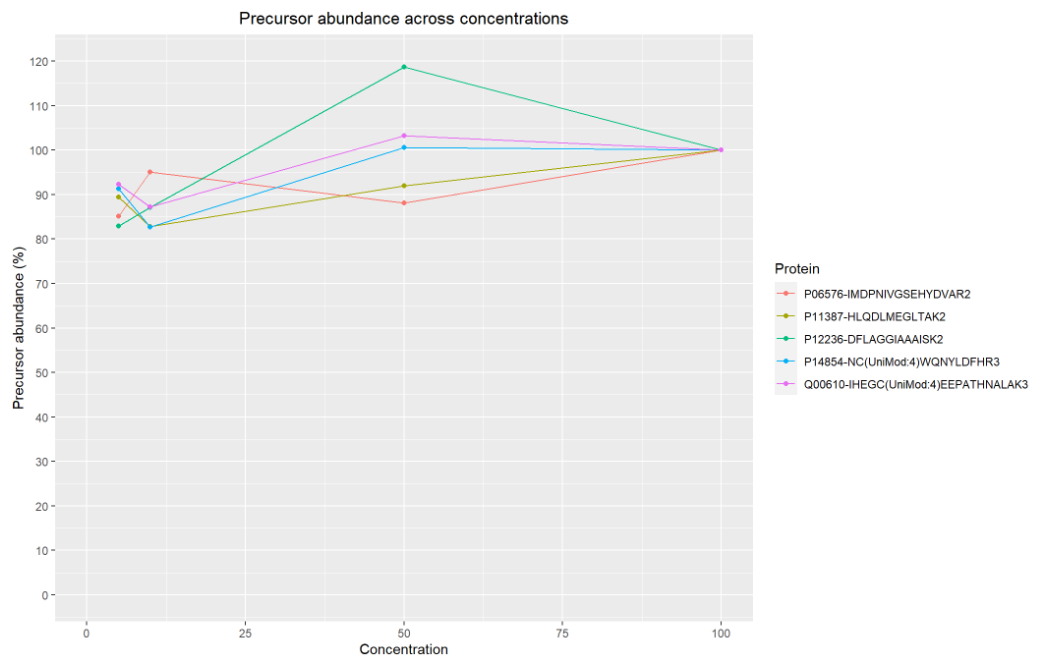 Precursor abundance across concentrations
120
110
100
90
80
70
60
50
40
30
20
10
0
Precursor abundance (%)
0
25
50
75
100
Concentration
Protein
P06576-IMDPNIVGSEHYDVAR2
P11387-HLQDLMEGLTAK2
P12236-DFLAGGIAAAISK2
P14854-NC(UniMod:4)WQNYLDFHR3
Q00610-IHEGC(UniMod:4)EEPATHNALAK3